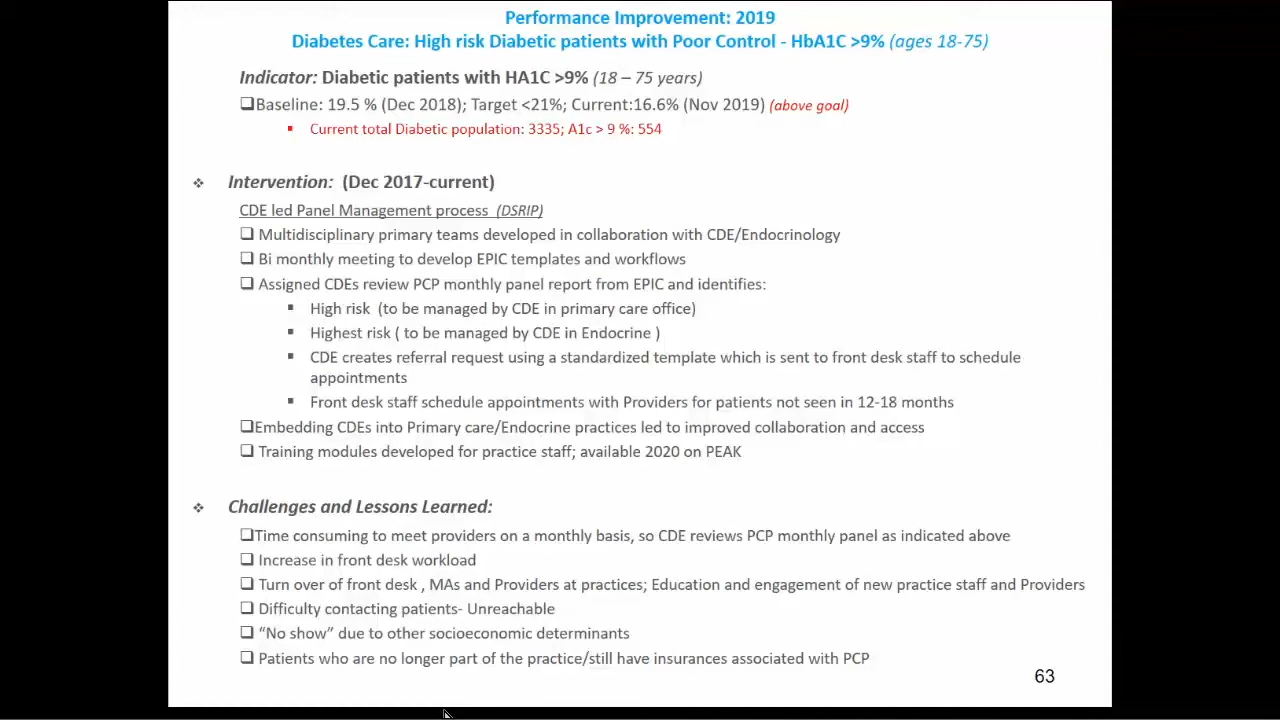 Performance Improvement: 2019
Diabetes Care: High risk Diabetic patients with Poor Control - HbA1C >9% (ages 18-75)
Indicator: Diabetic patients with HA1C >9% (18 – 75 years)
❑Baseline: 19.5 % (Dec 2018); Target <21%; Current:16.6% (Nov 2019) (above goal)
▪ Current total Diabetic population: 3335; A1c > 9 %: 554
❖ Intervention: (Dec 2017-current)
CDE led Panel Management process (DSRIP)
❑ Multidisciplinary primary teams developed in collaboration with CDE/Endocrinology
❑ Bi monthly meeting to develop EPIC templates and workflows
❑ Assigned CDEs review PCP monthly panel report from EPIC and identifies:
▪ High risk (to be managed by CDE in primary care office)
▪ Highest risk ( to be managed by CDE in Endocrine )
▪ CDE creates referral request using a standardized template which is sent to front desk staff to schedule
appointments
▪ Front desk staff schedule appointments with Providers for patients not seen in 12-18 months
❑Embedding CDEs into Primary care/Endocrine practices led to improved collaboration and access
❑ Training modules developed for practice staff; available 2020 on PEAK
❖ Challenges and Lessons Learned:
❑Time consuming to meet providers on a monthly basis, so CDE reviews PCP monthly panel as indicated above
❑ Increase in front desk workload
❑ Turn over of front desk , MAs and Providers at practices; Education and engagement of new practice staff and Providers
❑ Difficulty contacting patients- Unreachable
❑ “No show” due to other socioeconomic determinants
❑ Patients who are no longer part of the practice/still have insurances associated with PCP
63